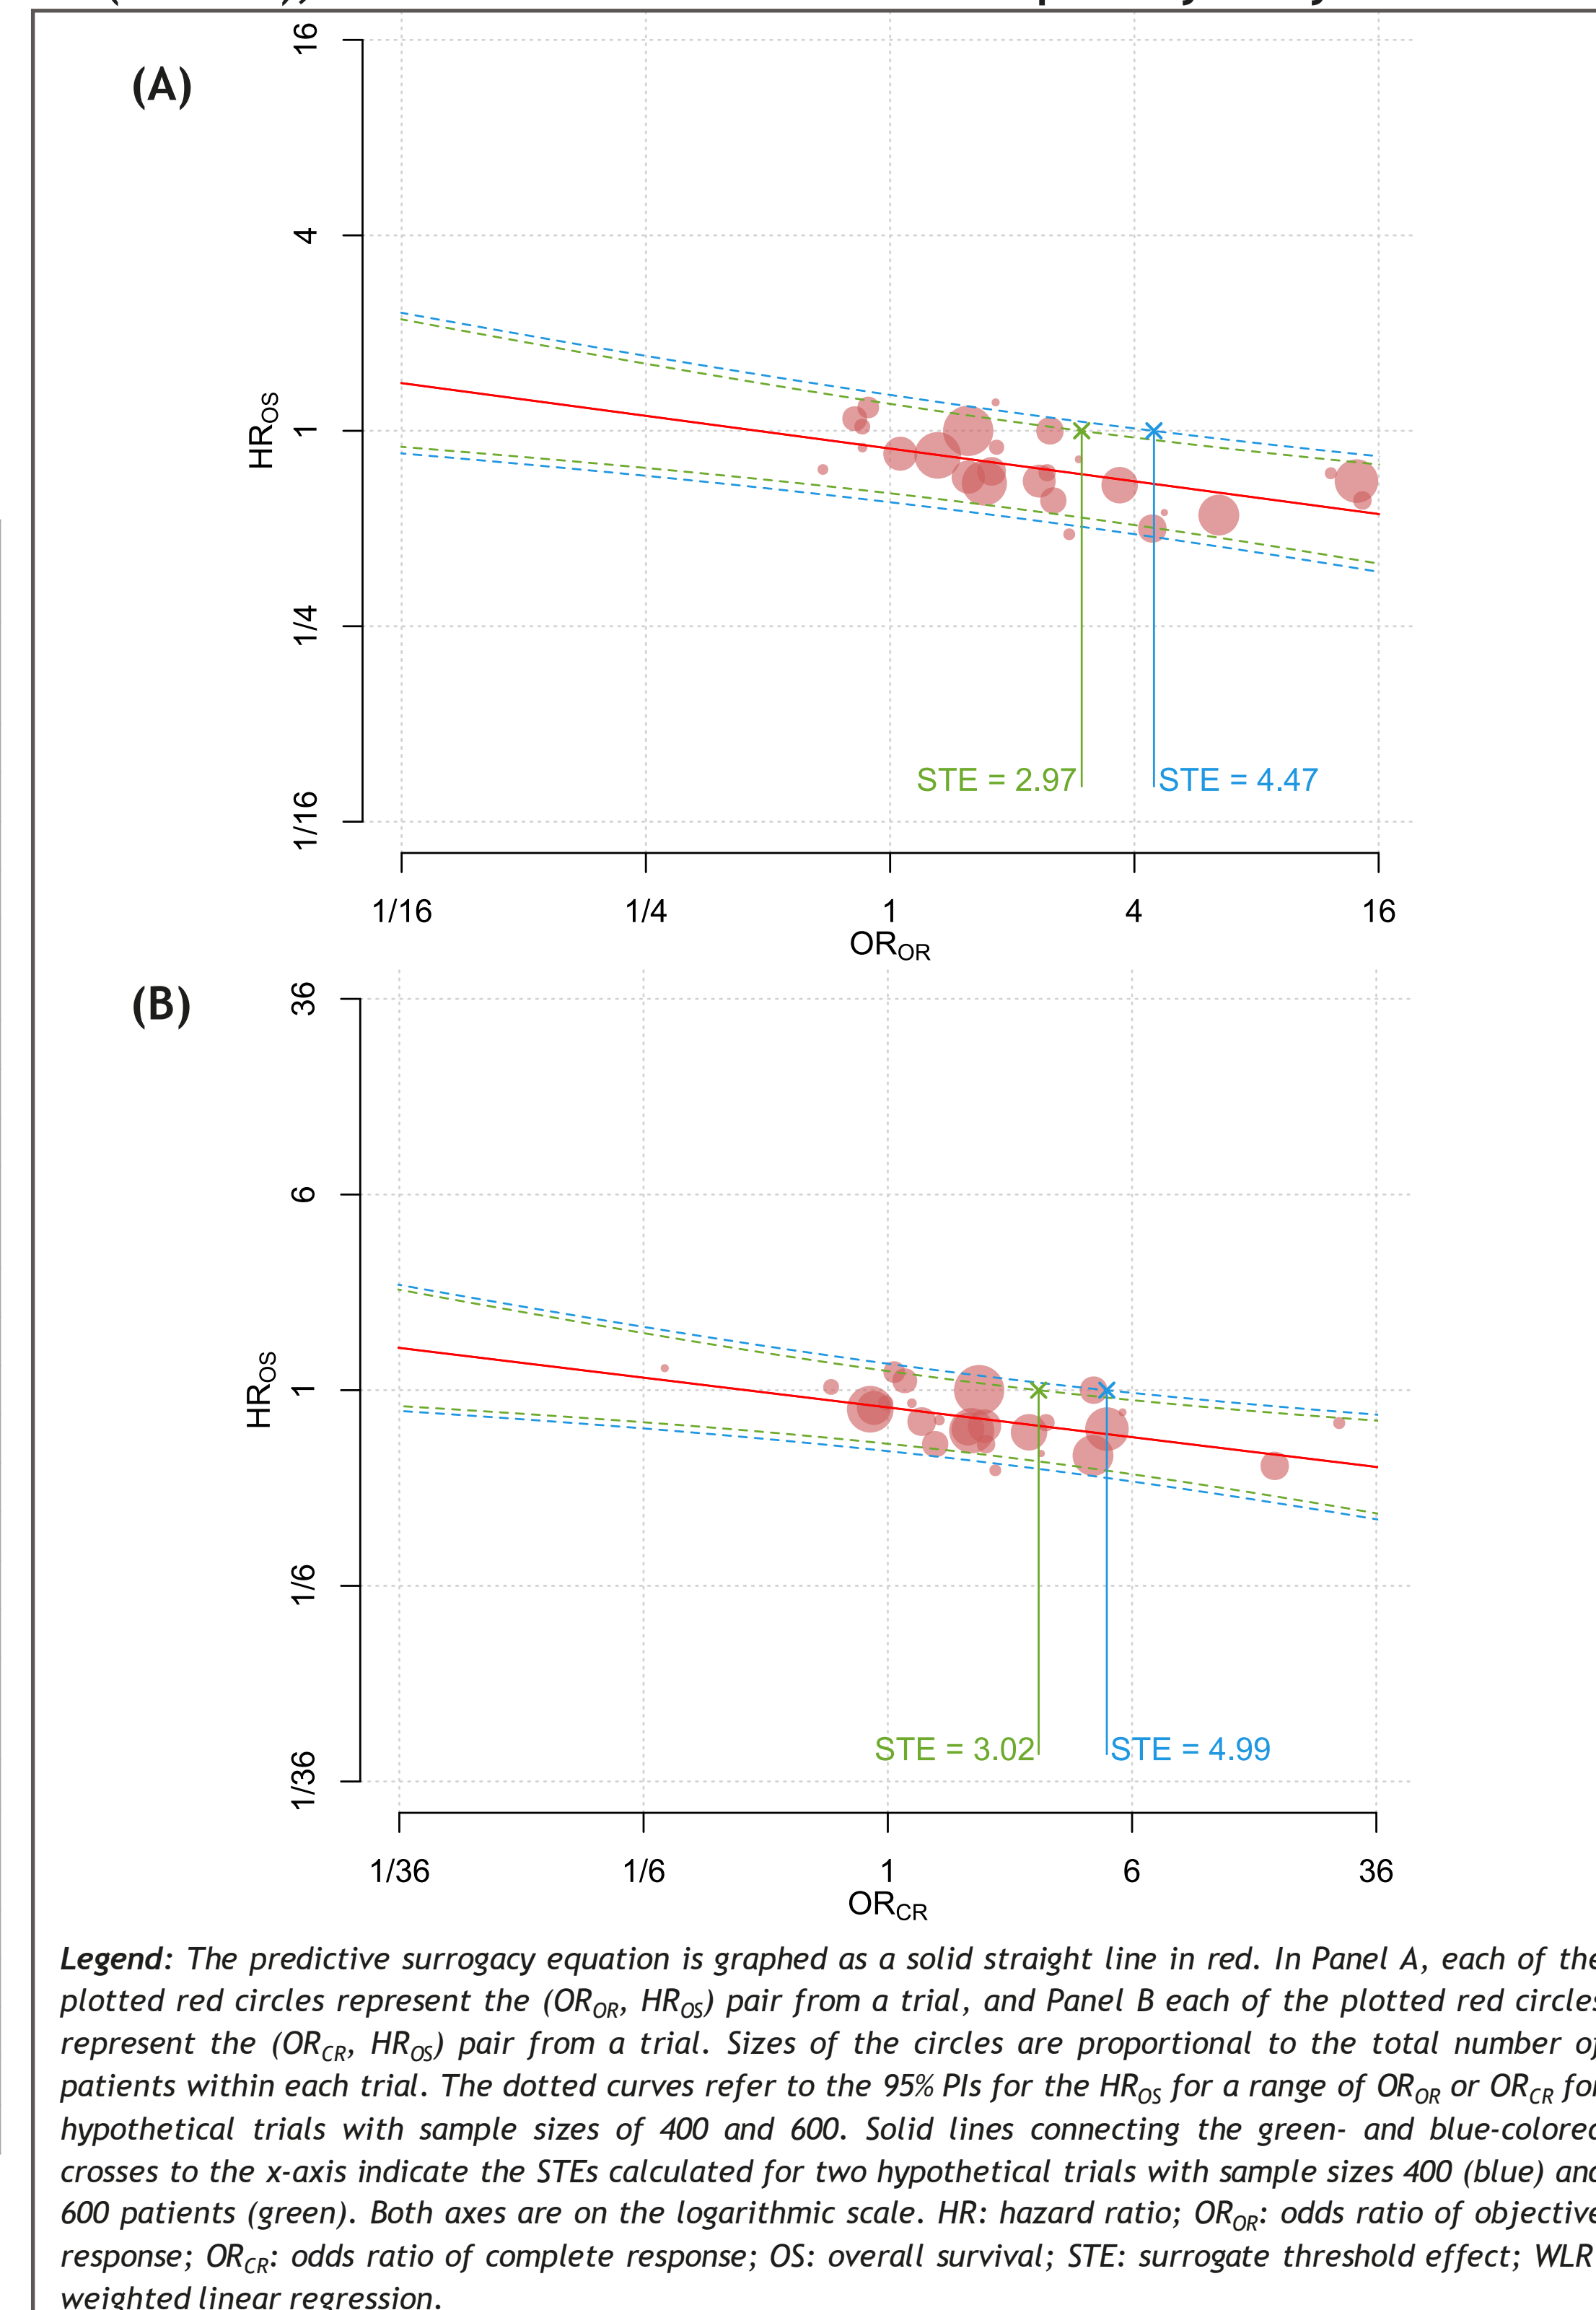 (A)
16
4
1
1/4
1/16
HROS
STE = 2.97
STE = 4.47
1/16
1/4
1
4
16
OROR
(B)
36
6
1
1/6
1/36
HROS
STE = 3.02
STE = 4.99
1/36
1/6
1
6
36
ORCR
Legend: The predictive surrogacy equation is graphed as a solid straight line in red. In Panel A, each of the
plotted red circles represent the (OROR, HROS) pair from a trial, and Panel B each of the plotted red circles
represent the (ORCR, HROS) pair from a trial. Sizes of the circles are proportional to the total number of
patients within each trial. The dotted curves refer to the 95% PIs for the HROS for a range of OROR or ORCR for
hypothetical trials with sample sizes of 400 and 600. Solid lines connecting the green- and blue-colored
crosses to the x-axis indicate the STEs calculated for two hypothetical trials with sample sizes 400 (blue) and
600 patients (green). Both axes are on the logarithmic scale. HR: hazard ratio; OROR: odds ratio of objective
response; ORCR: odds ratio of complete response; OS: overall survival; STE: surrogate threshold effect; WLR
weighted linear regression.